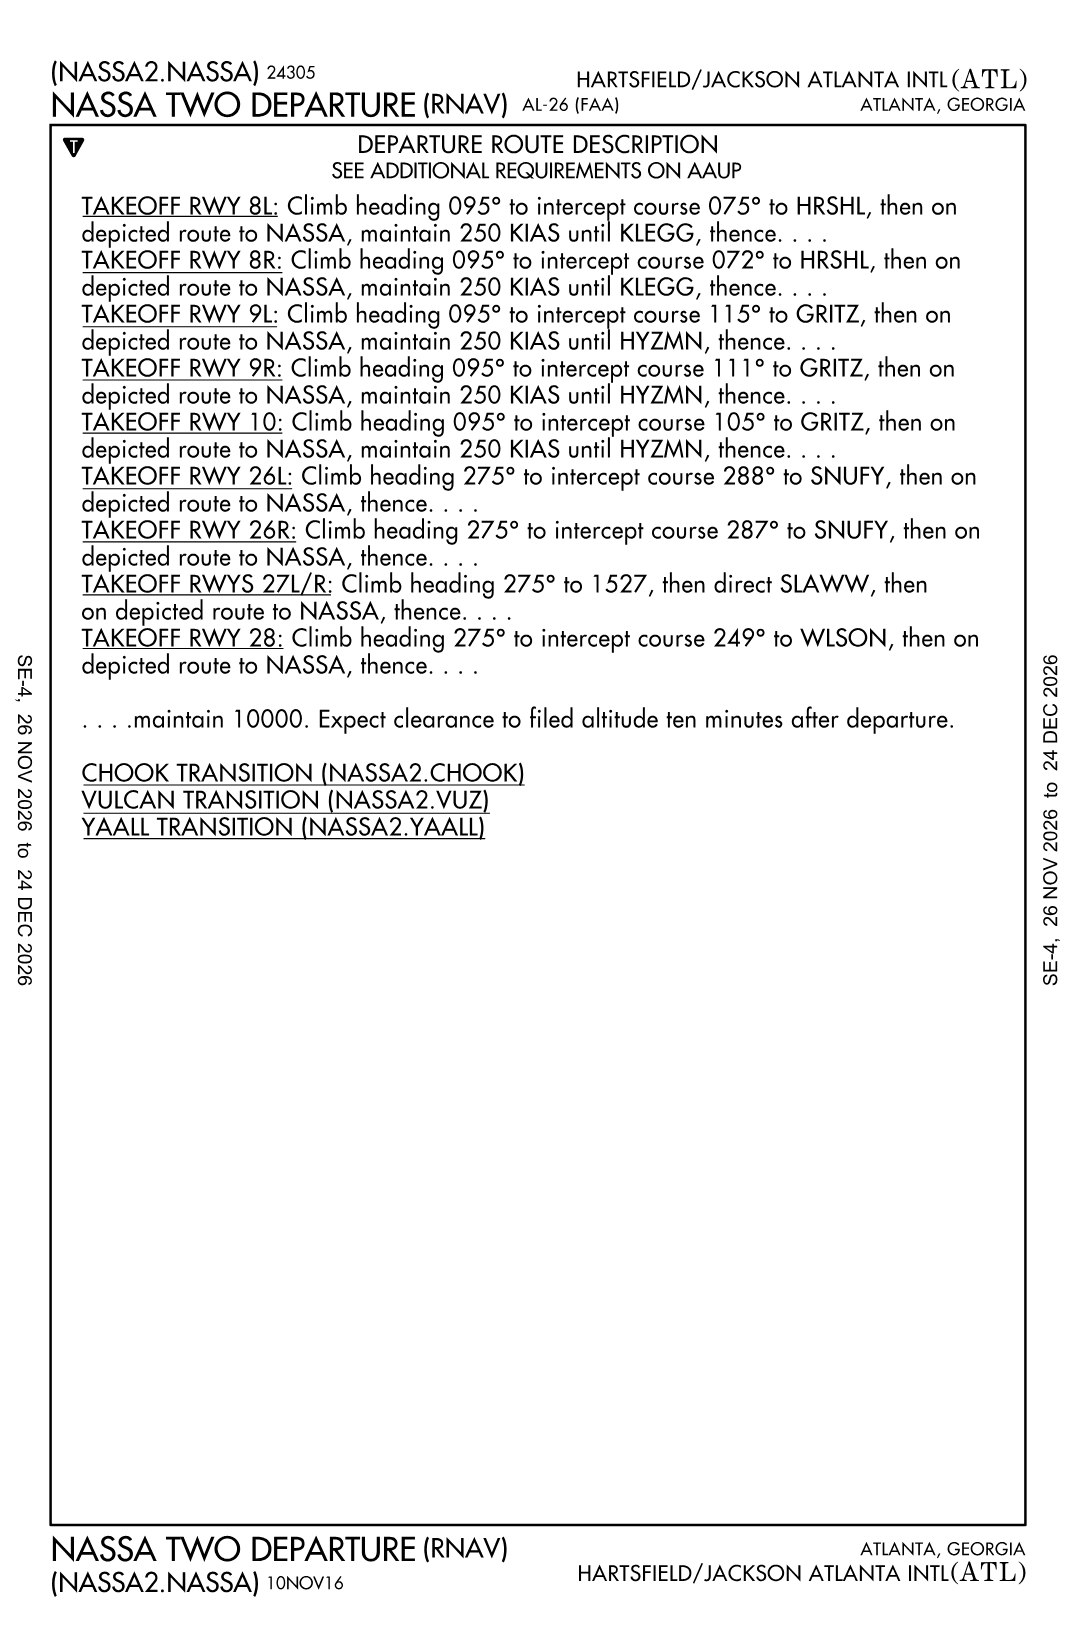 (NASSA2.NASSA) 24305
HARTSFIELD/JACKSON ATLANTA INTL (ATL)
NASSA TWO DEPARTURE (RNAV) AL-26 (FAA)
ATLANTA, GEORGIA
T
DEPARTURE ROUTE DESCRIPTION
SEE ADDITIONAL REQUIREMENTS ON AAUP
TAKEOFF RWY 8L: Climb heading 095° to intercept course 075° to HRSHL, then on
depicted route to NASSA, maintain 250 KIAS until KLEGG, thence. . . .
TAKEOFF RWY 8R: Climb heading 095° to intercept course 072° to HRSHL, then on
depicted route to NASSA, maintain 250 KIAS until KLEGG, thence. . . .
TAKEOFF RWY 9L: Climb heading 095° to intercept course 115° to GRITZ, then on
depicted route to NASSA, maintain 250 KIAS until HYZMN, thence. . . .
TAKEOFF RWY 9R: Climb heading 095° to intercept course 111° to GRITZ, then on
depicted route to NASSA, maintain 250 KIAS until HYZMN, thence. . . .
TAKEOFF RWY 10: Climb heading 095° to intercept course 105° to GRITZ, then on
depicted route to NASSA, maintain 250 KIAS until HYZMN, thence. . . .
TAKEOFF RWY 26L: Climb heading 275° to intercept course 288° to SNUFY, then on
depicted route to NASSA, thence. . . .
TAKEOFF RWY 26R: Climb heading 275° to intercept course 287° to SNUFY, then on
depicted route to NASSA, thence. . . .
TAKEOFF RWYS 27L/R: Climb heading 275° to 1527, then direct SLAWW, then
on depicted route to NASSA, thence. . . .
TAKEOFF RWY 28: Climb heading 275° to intercept course 249° to WLSON, then on
depicted route to NASSA, thence. . . .
. . . .maintain 10000. Expect clearance to filed altitude ten minutes after departure.
CHOOK TRANSITION (NASSA2.CHOOK)
VULCAN TRANSITION (NASSA2.VUZ)
YAALL TRANSITION (NASSA2.YAALL)
SE-4, 26 NOV 2026 to 24 DEC 2026
SE-4, 26 NOV 2026 to 24 DEC 2026
NASSA TWO DEPARTURE (RNAV)
ATLANTA, GEORGIA
(NASSA2.NASSA) 10NOV16
HARTSFIELD/JACKSON ATLANTA INTL (ATL)